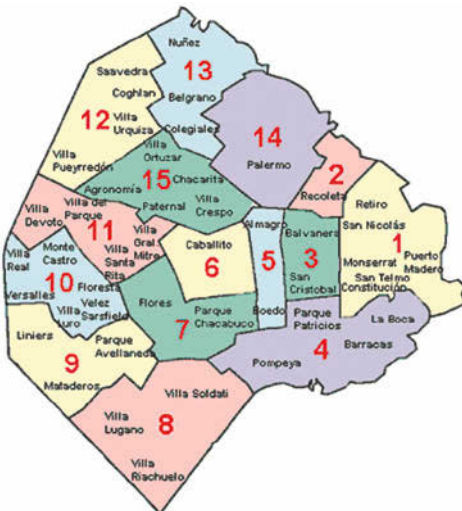 Nuñez
13
Saavedra
Coghlan
Belgrano
12
Villa
Urquiza
Colegiales
14
Villa
Ortuzar
Palermo
2
Villa
Pueyrredón
15
Chacarita
Agronomía
Recoleta
Retiro
Villa del
Parque
Paternal
Villa
Crespo
Villa
Devoto
11
Almagro
Balvanera
San Nicolás
1
Villa
Gral.
Mitre
Caballito
Villa
Real
Monte
Castro
Villa
Santa
Rita
6
5
3
Monserrat
Puerto
Madero
10
Floresta
San
Cristobal
San Telmo
Constitución
Versalles
Velez
Sarsfield
Flores
Villa
Luro
Parque
Chacabuco
Boedo
Parque
Patricios
La Boca
7
Liniers
Parque
Avellaneda
4
Barracas
9
Pompeya
Mataderos
Villa Soldati
Villa
Lugano
8
Villa
Riachuelo